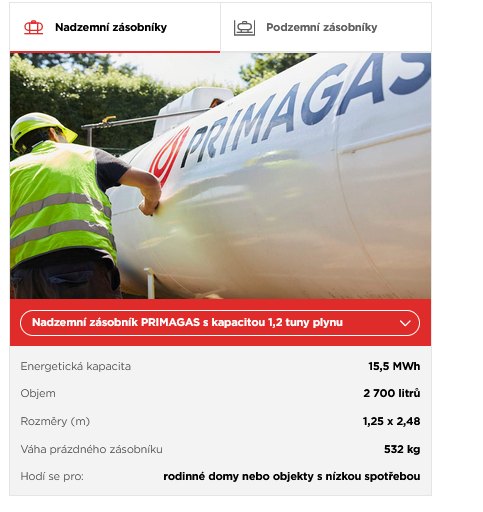 Nadzemní zásobníky
Podzemní zásobníky
PRIMAGAS
Nadzemní zásobník PRIMAGAS s kapacitou 1,2 tuny plynu
Energetická kapacita 15,5 MWh
Objem 2 700 litrů
Rozměry (m) 1,25 x 2,48
Váha prázdného zásobníku 532 kg
Hodí se pro: rodinné domy nebo objekty s nízkou spotřebou